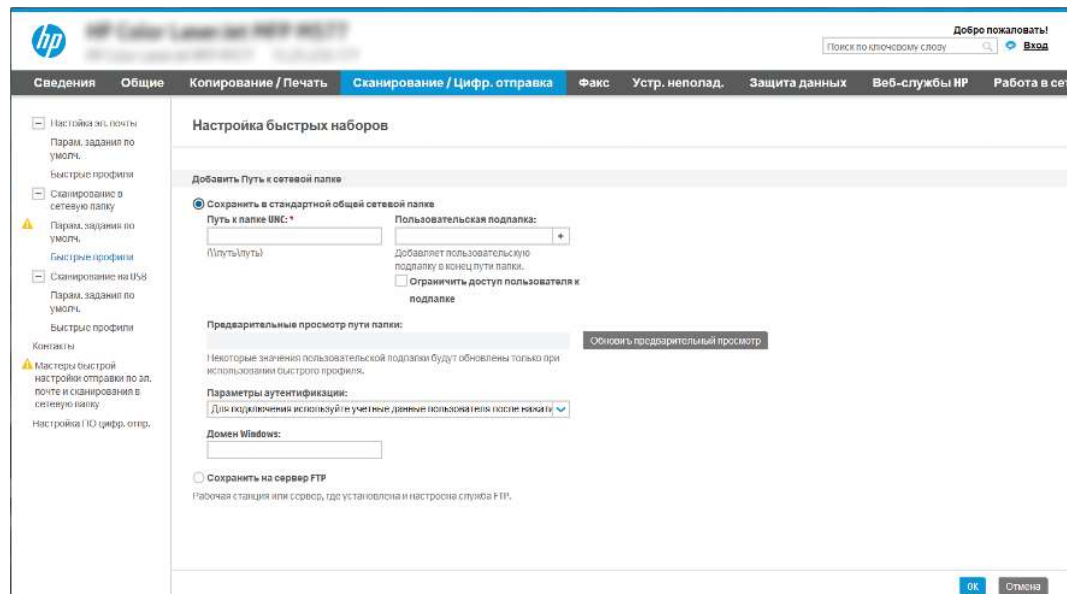 hp
Добро пожаловать!
Поиск по ключевому слову
Вход
Сведения Общие Копирование / Печать Сканирование / Цифр. отправка Факс Устр. неполад. Защита данных Веб-службы HP Работа в сет
Настойка эл. почты
Парам. задания по
умолч.
Быстрые профили
Сканирование в
сетевую папку
Парам. задания по
умолч.
Быстрые профили
Сканирование на USB
Парам. задания по
умолч.
Быстрые профили
Контакты
Мастеры быстрой
настройки отправки по эл.
почте и сканирования в
сетевую папку
Настройка ПО цифр. отпр.
Настройка быстрых наборов
Добавить Путь к сетевой папке
Сохранить в стандартной общей сетевой папке
Путь к папке UNC: * Пользовательская подпапка:
+
(\\путь\путь) Добавляет пользовательскую
подпапку в конец пути папки.
Ограничить доступ пользователя к
подпапке
Предварительные просмотр пути папки:
Обновить предварительный просмотр
Некоторые значения пользовательской подпапки будут обновлены только при
использовании быстрого профиля.
Параметры аутентификации:
Для подключения используйте учетные данные пользователя после нажати
Домен Windows:
Сохранить на сервер FTP
Рабочая станция или сервер, где установлена и настроена служба FTP.
OK Отмена